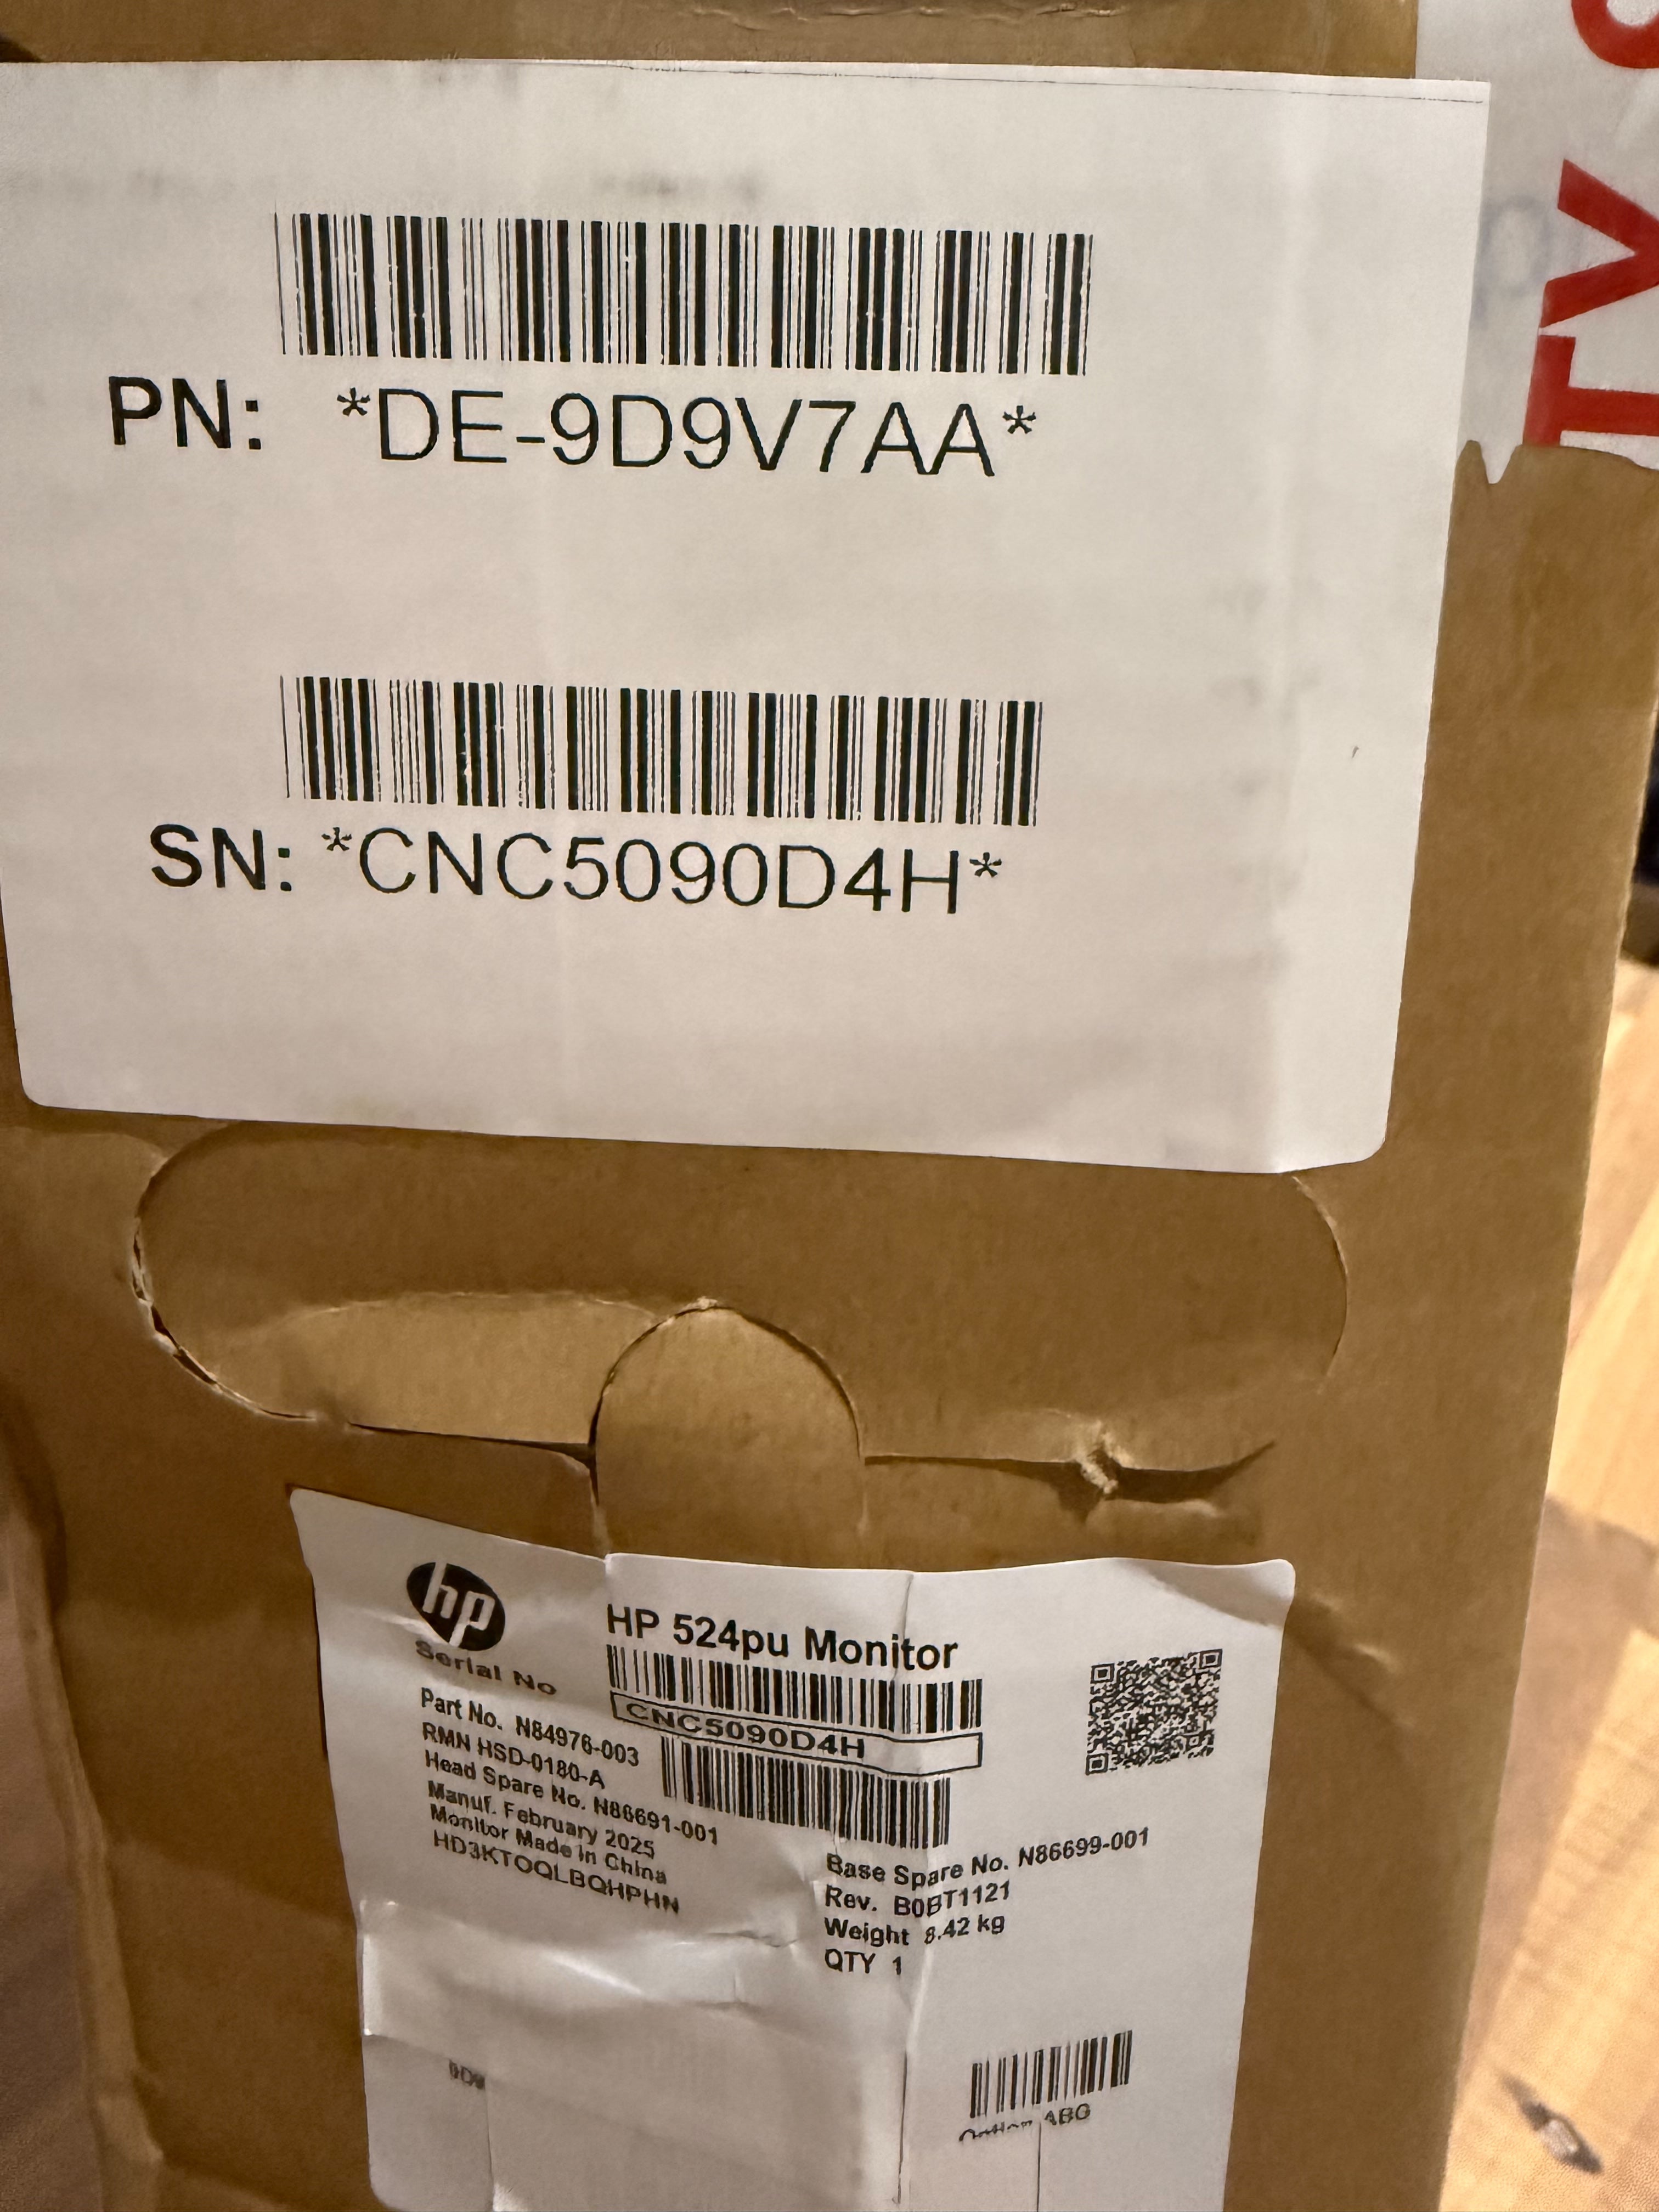 TV
PN: *DE-9D9V7AA*
SN: *CNC5090D4H*
hp
HP 524pu Monitor
Serial No
CNC5090D4H
Part No. N84976-003
RMN HSD-0180-A
Head Spare No. N86691-001
Manuf. February 2025
Monitor Made in China
HD3KTOQLBQHPHN
Base Spare No. N86699-001
Rev. B0BT1121
Weight 8.42 kg
QTY 1
ABG